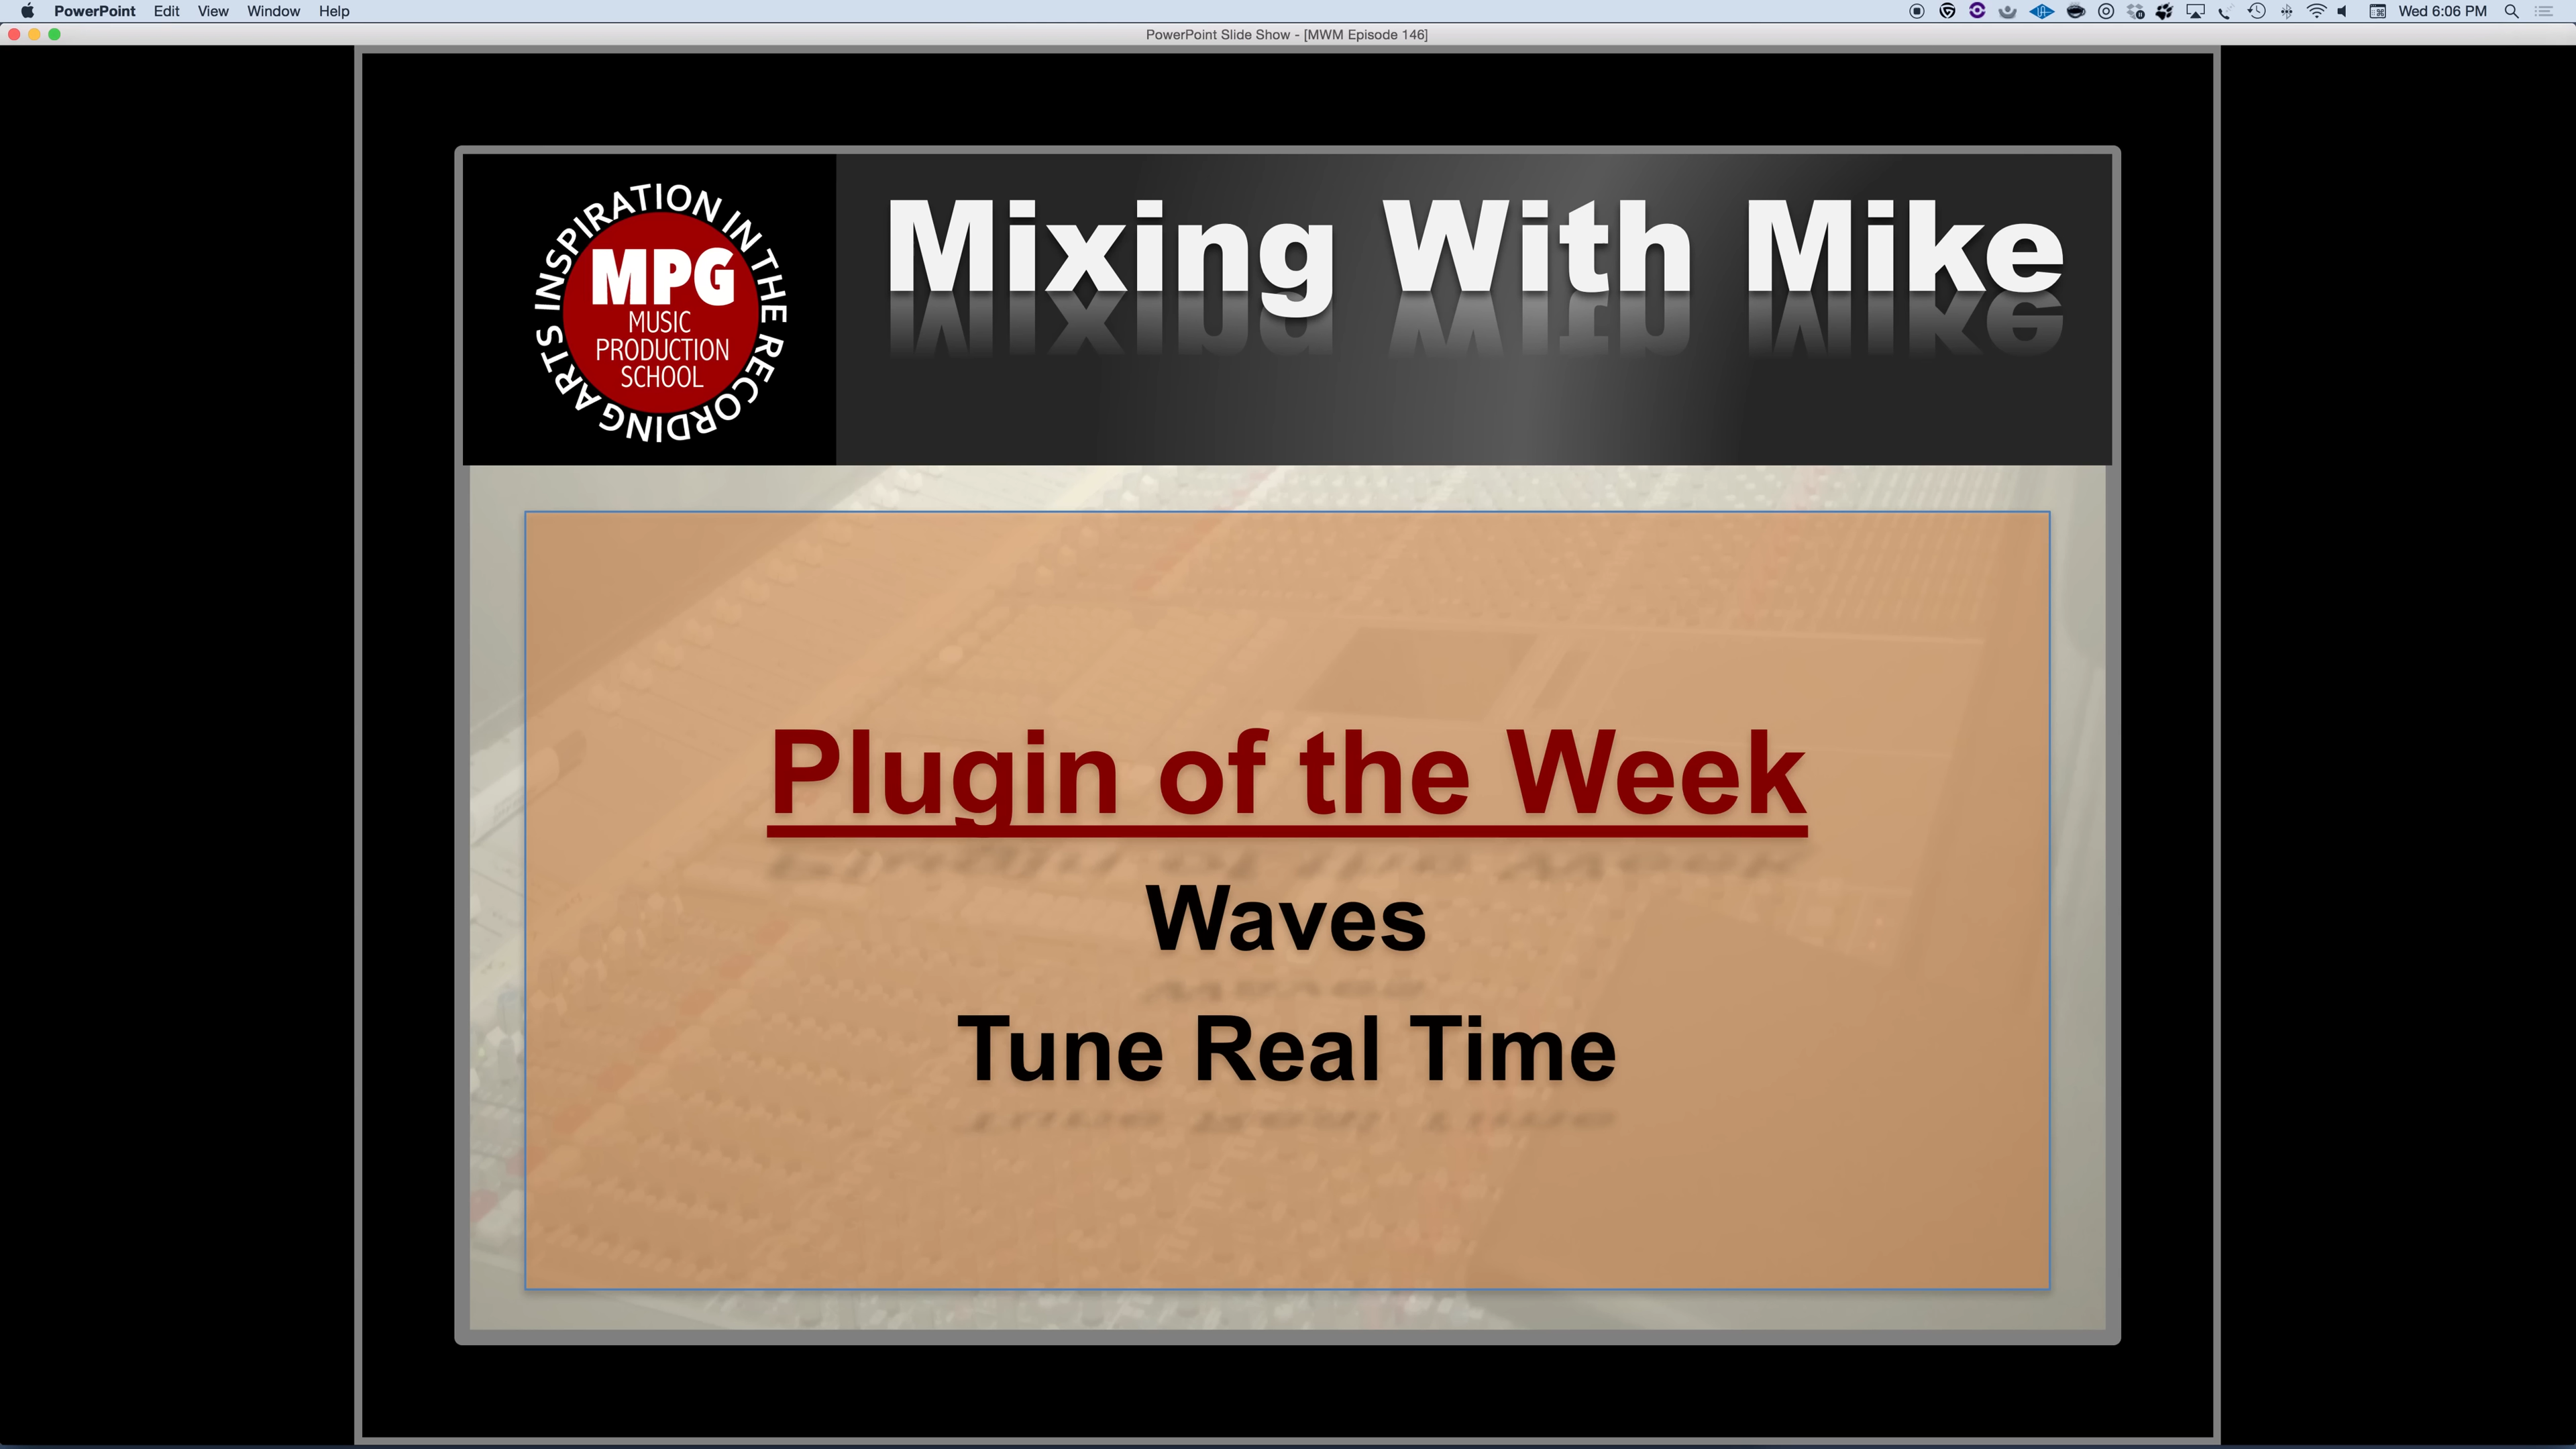 PowerPoint Edit View Window Help
Wed 6:06 PM
PowerPoint Slide Show - [MWM Episode 146]
INSPIRATION IN THE RECORDING ARTS
MPG
MUSIC
PRODUCTION
SCHOOL
Mixing With Mike
Plugin of the Week
Waves
Tune Real Time